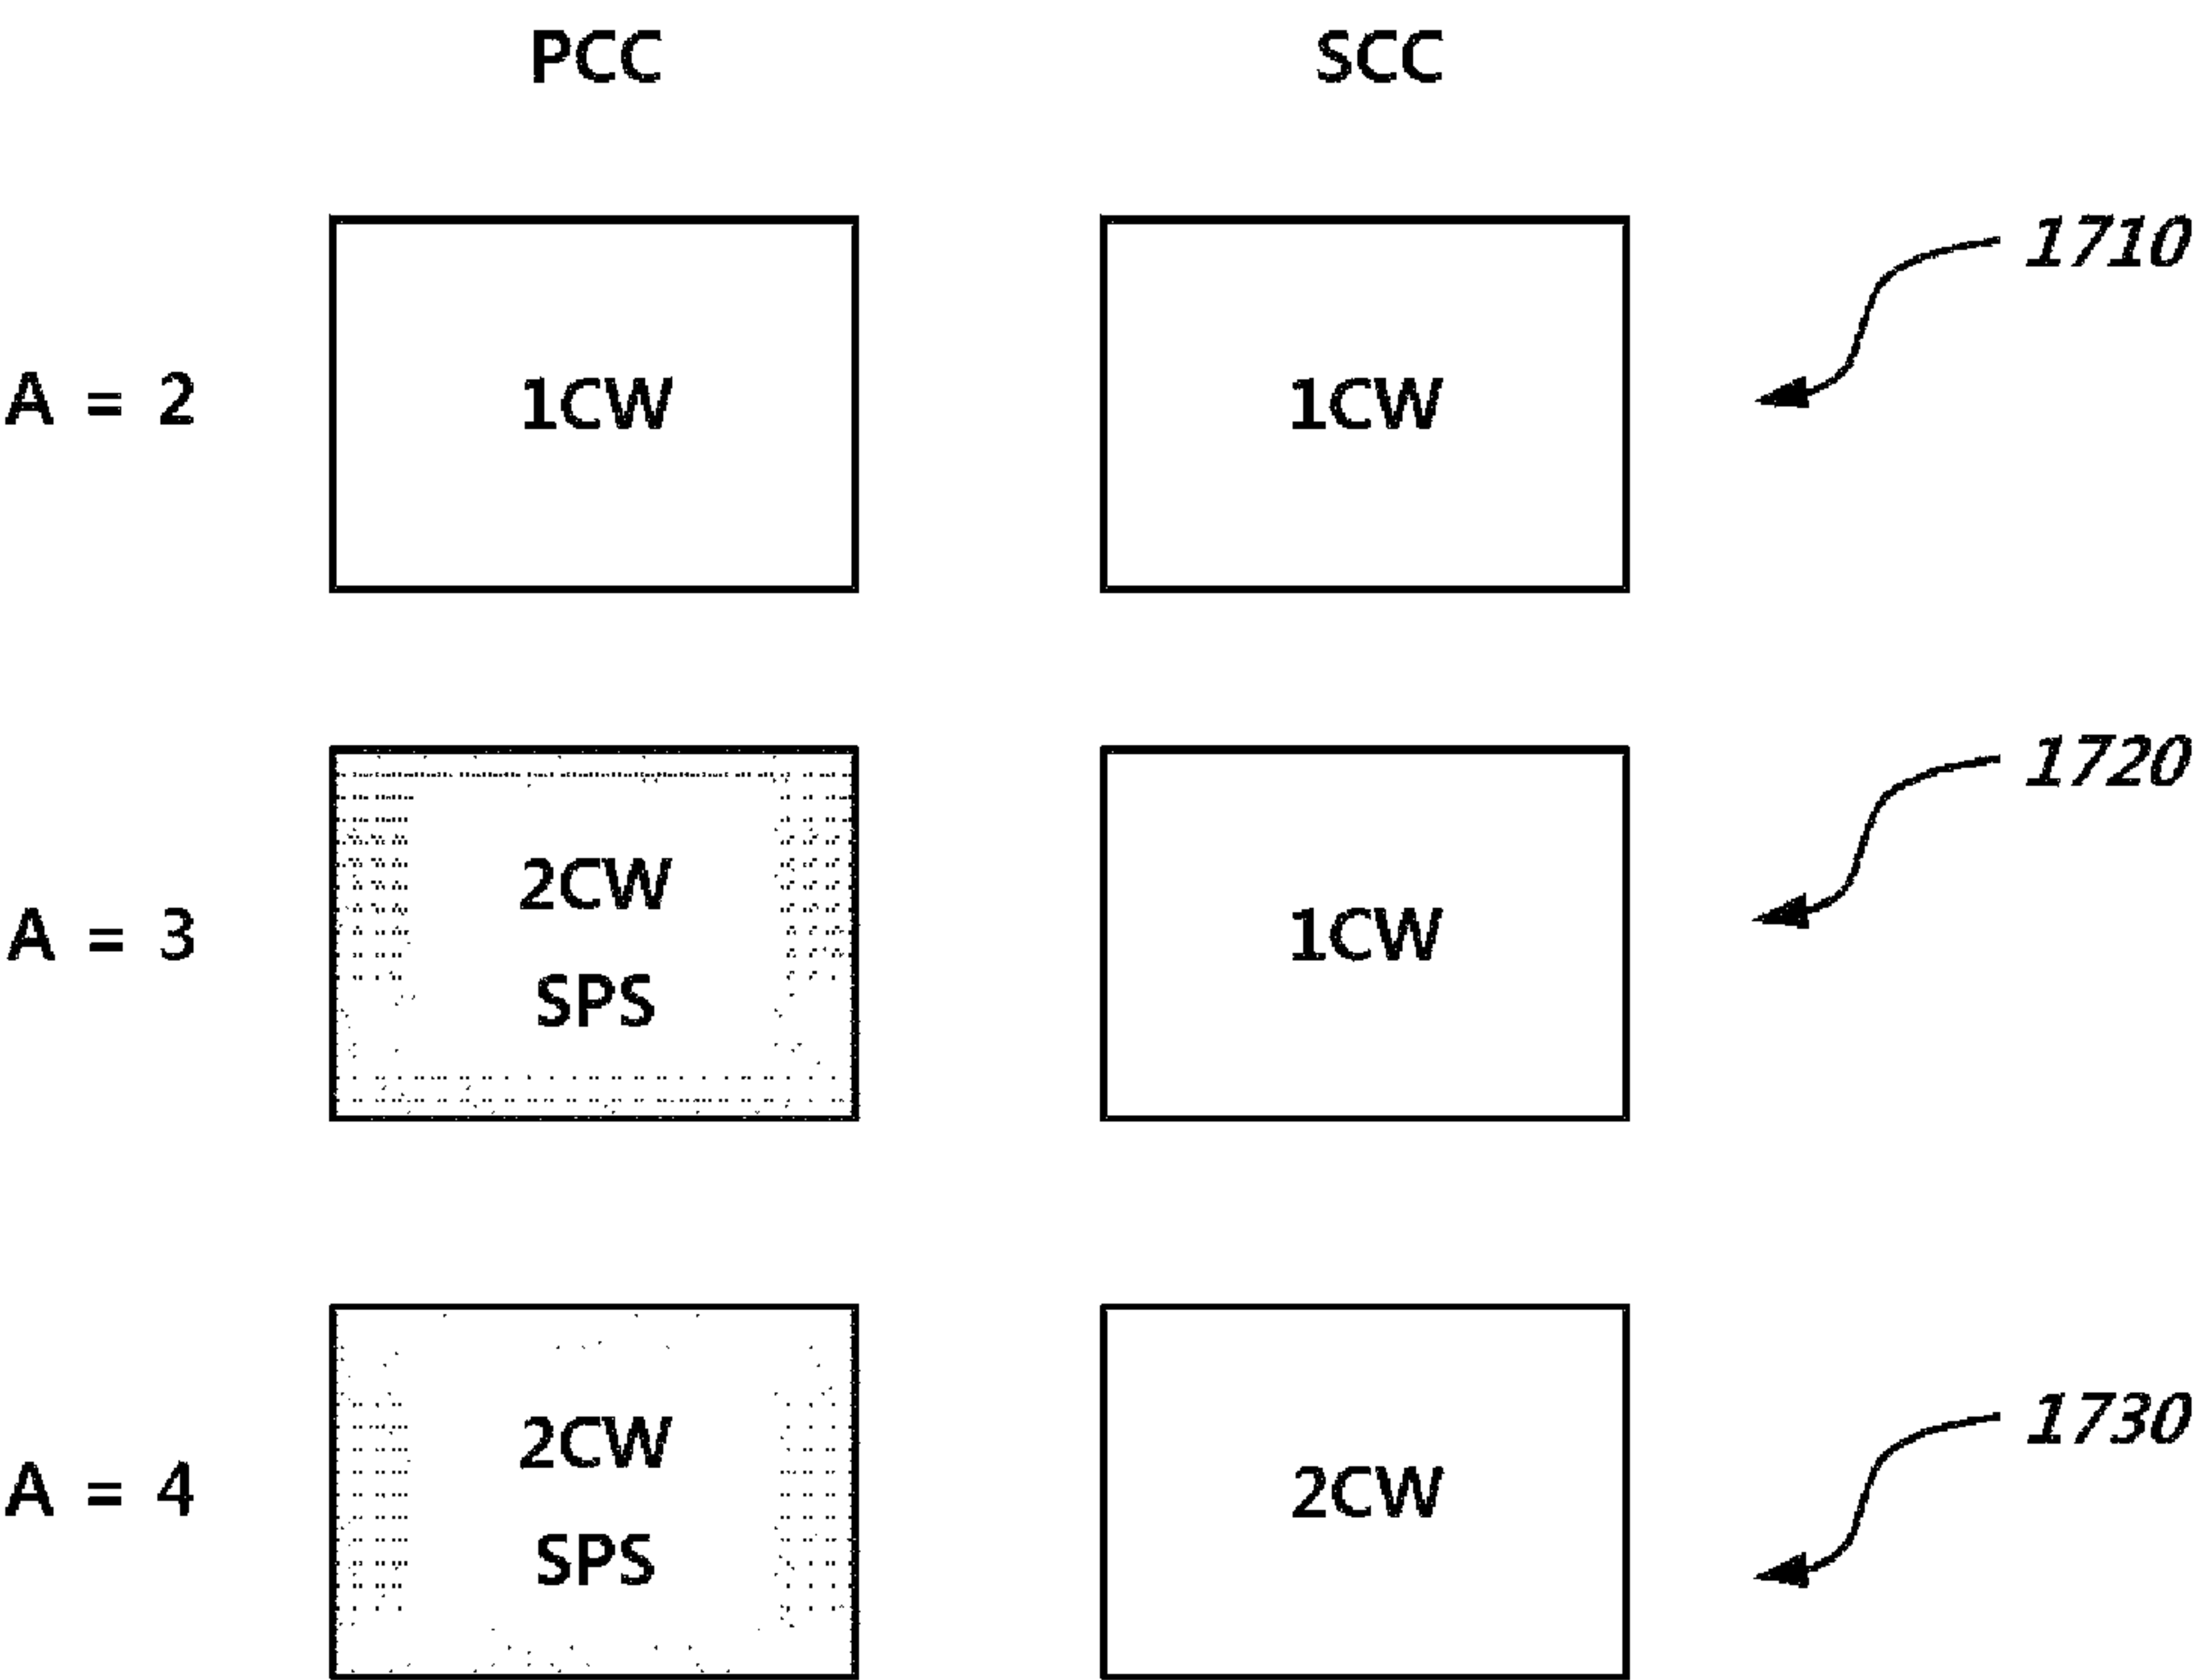 PCC SCC
1710
A = 2 1CW 1CW
1720
2CW
A = 3 1CW
SPS
1730
2CW
A = 4 2CW
SPS